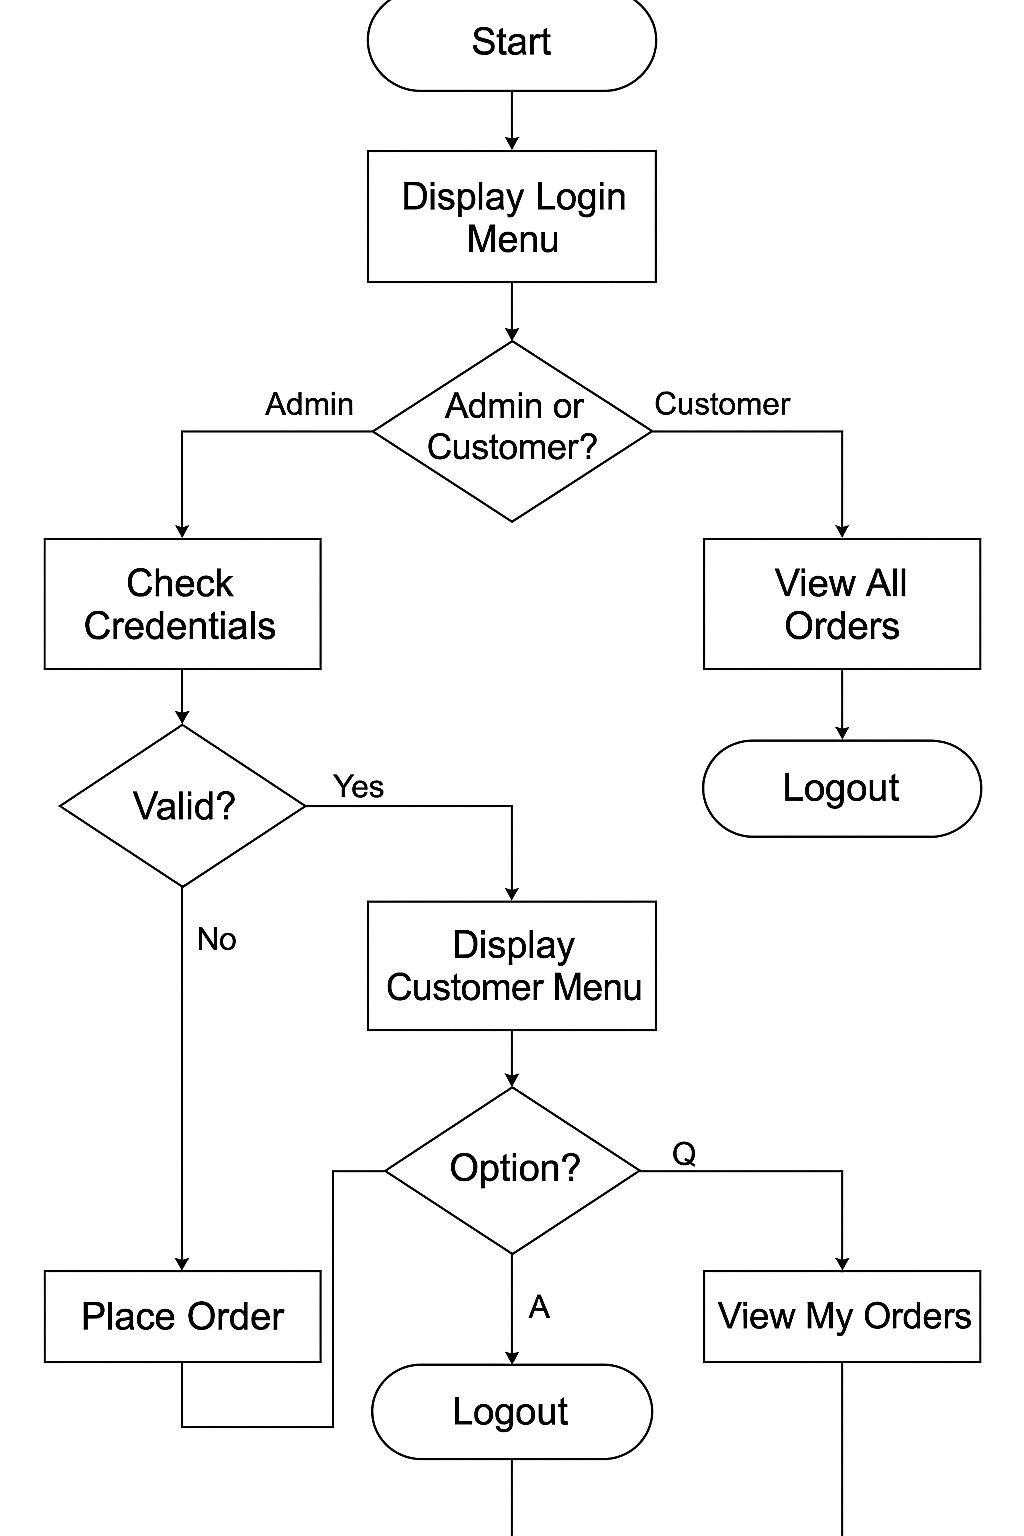 Start
Display Login
Menu
Admin
Admin or
Customer?
Customer
Check
Credentials
View All
Orders
Valid?
Yes
Logout
No
Display
Customer Menu
Option?
Q
Place Order
A
View My Orders
Logout